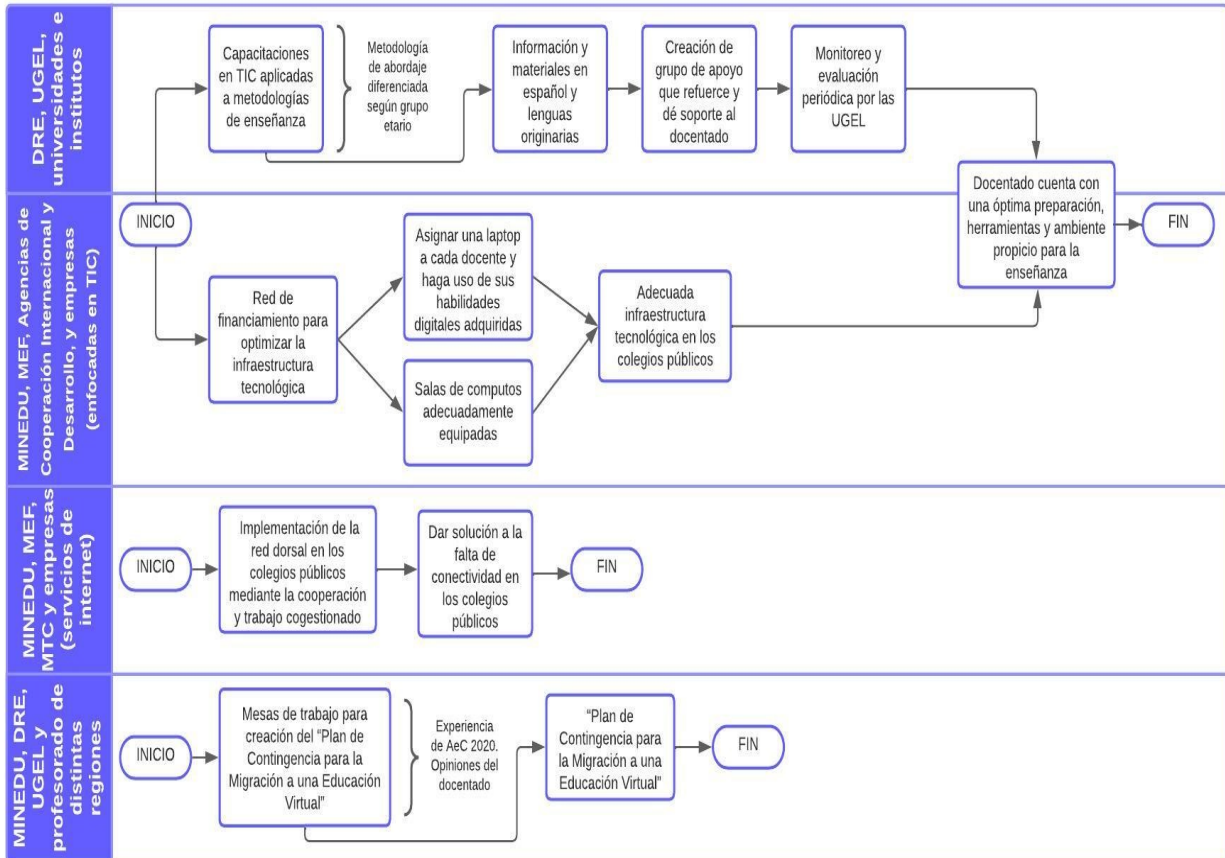 DRE, UGEL,
universidades e
institutos
Capacitaciones
en TIC aplicadas
a metodologías
de enseñanza
Metodología
de abordaje
diferenciada
según grupo
etario
Información y
materiales en
español y
lenguas
originarias
Creación de
grupo de apoyo
que refuerce y
dé soporte al
docentado
Monitoreo y
evaluación
periódica por las
UGEL
MINEDU, MEF, Agencias de
Cooperación Internacional y
Desarrollo, y empresas
(enfocadas en TIC)
INICIO
Red de
financiamiento para
optimizar la
infraestructura
tecnológica
Asignar una laptop
a cada docente y
haga uso de sus
habilidades
digitales adquiridas
Salas de computos
adecuadamente
equipadas
Adecuada
infraestructura
tecnológica en los
colegios públicos
Docentado cuenta con
una óptima preparación,
herramientas y ambiente
propicio para la
enseñanza
FIN
MINEDU, MEF,
MTC y empresas
(servicios de
internet)
INICIO
Implementación de la
red dorsal en los
colegios públicos
mediante la cooperación
y trabajo cogestionado
Dar solución a la
falta de
conectividad en
los colegios
públicos
FIN
MINEDU, DRE,
UGEL y
profesorado de
distintas
regiones
INICIO
Mesas de trabajo para
creación del “Plan de
Contingencia para la
Migración a una Educación
Virtual”
Experiencia
de AeC 2020.
Opiniones del
docentado
“Plan de
Contingencia para
la Migración a una
Educación Virtual”
FIN